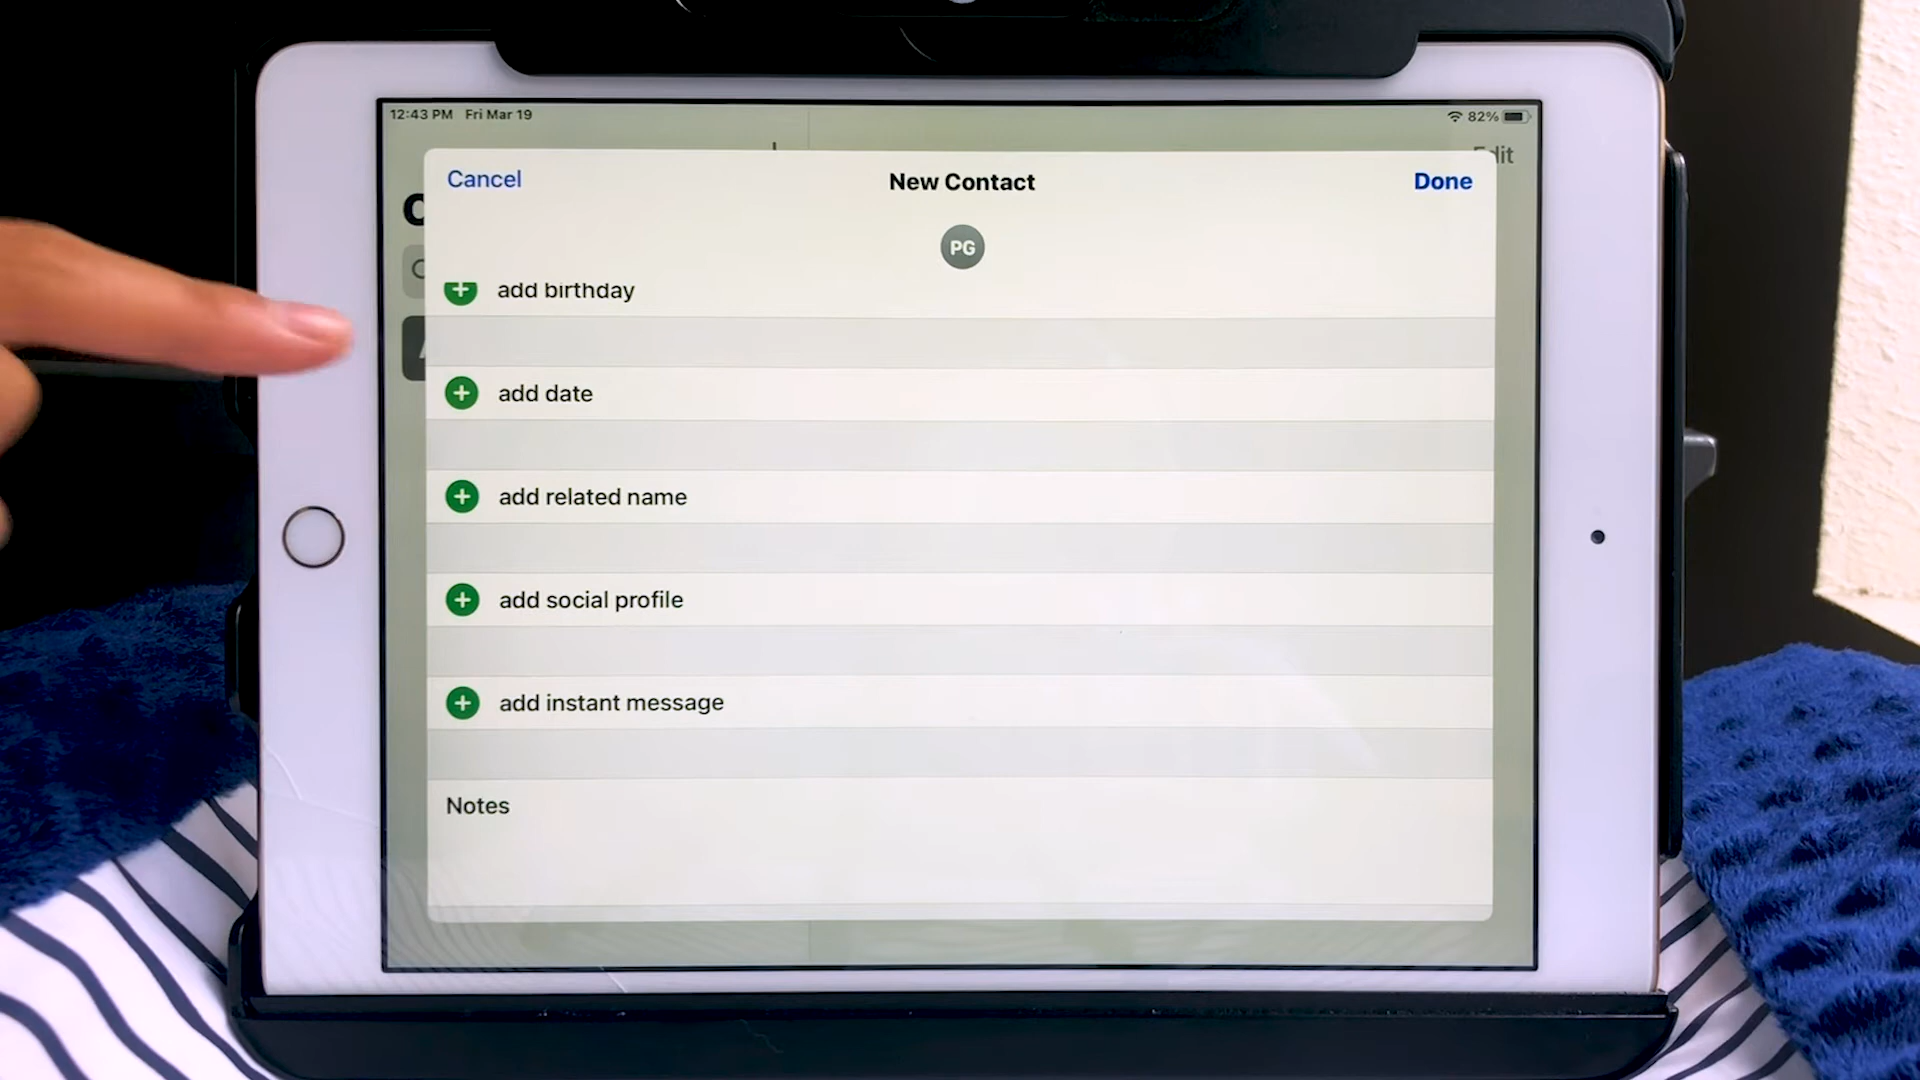 12:43 PM Fri Mar 19
82%
Cancel
New Contact
Done
PG
add birthday
add date
add related name
add social profile
add instant message
Notes